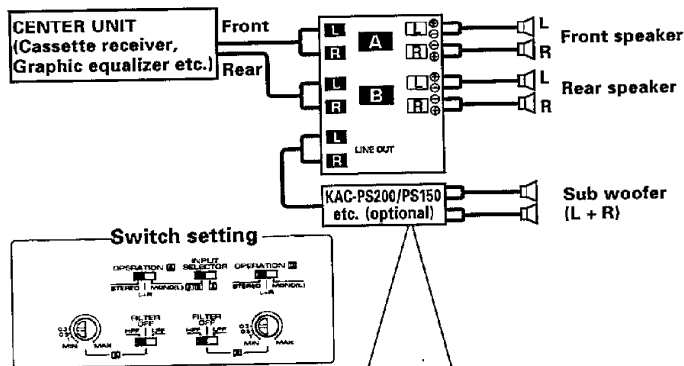 CENTER UNIT
(Cassette receiver,
Graphic equalizer etc.)
Front
Rear
L
R
A
L
R
L
R
Front speaker
L
R
B
L
R
L
R
Rear speaker
L
R
LINE OUT
KAC-PS200/PS150
etc. (optional)
Sub woofer
(L + R)
Switch setting
OPERATION A
INPUT SELECTOR
OPERATION B
STEREO
L+R
MONO(L)
STEREO
L+R
MONO(L)
FILTER
OFF
HPF
LPF
FILTER
OFF
HPF
LPF
MIN
MAX
A
MIN
MAX
B